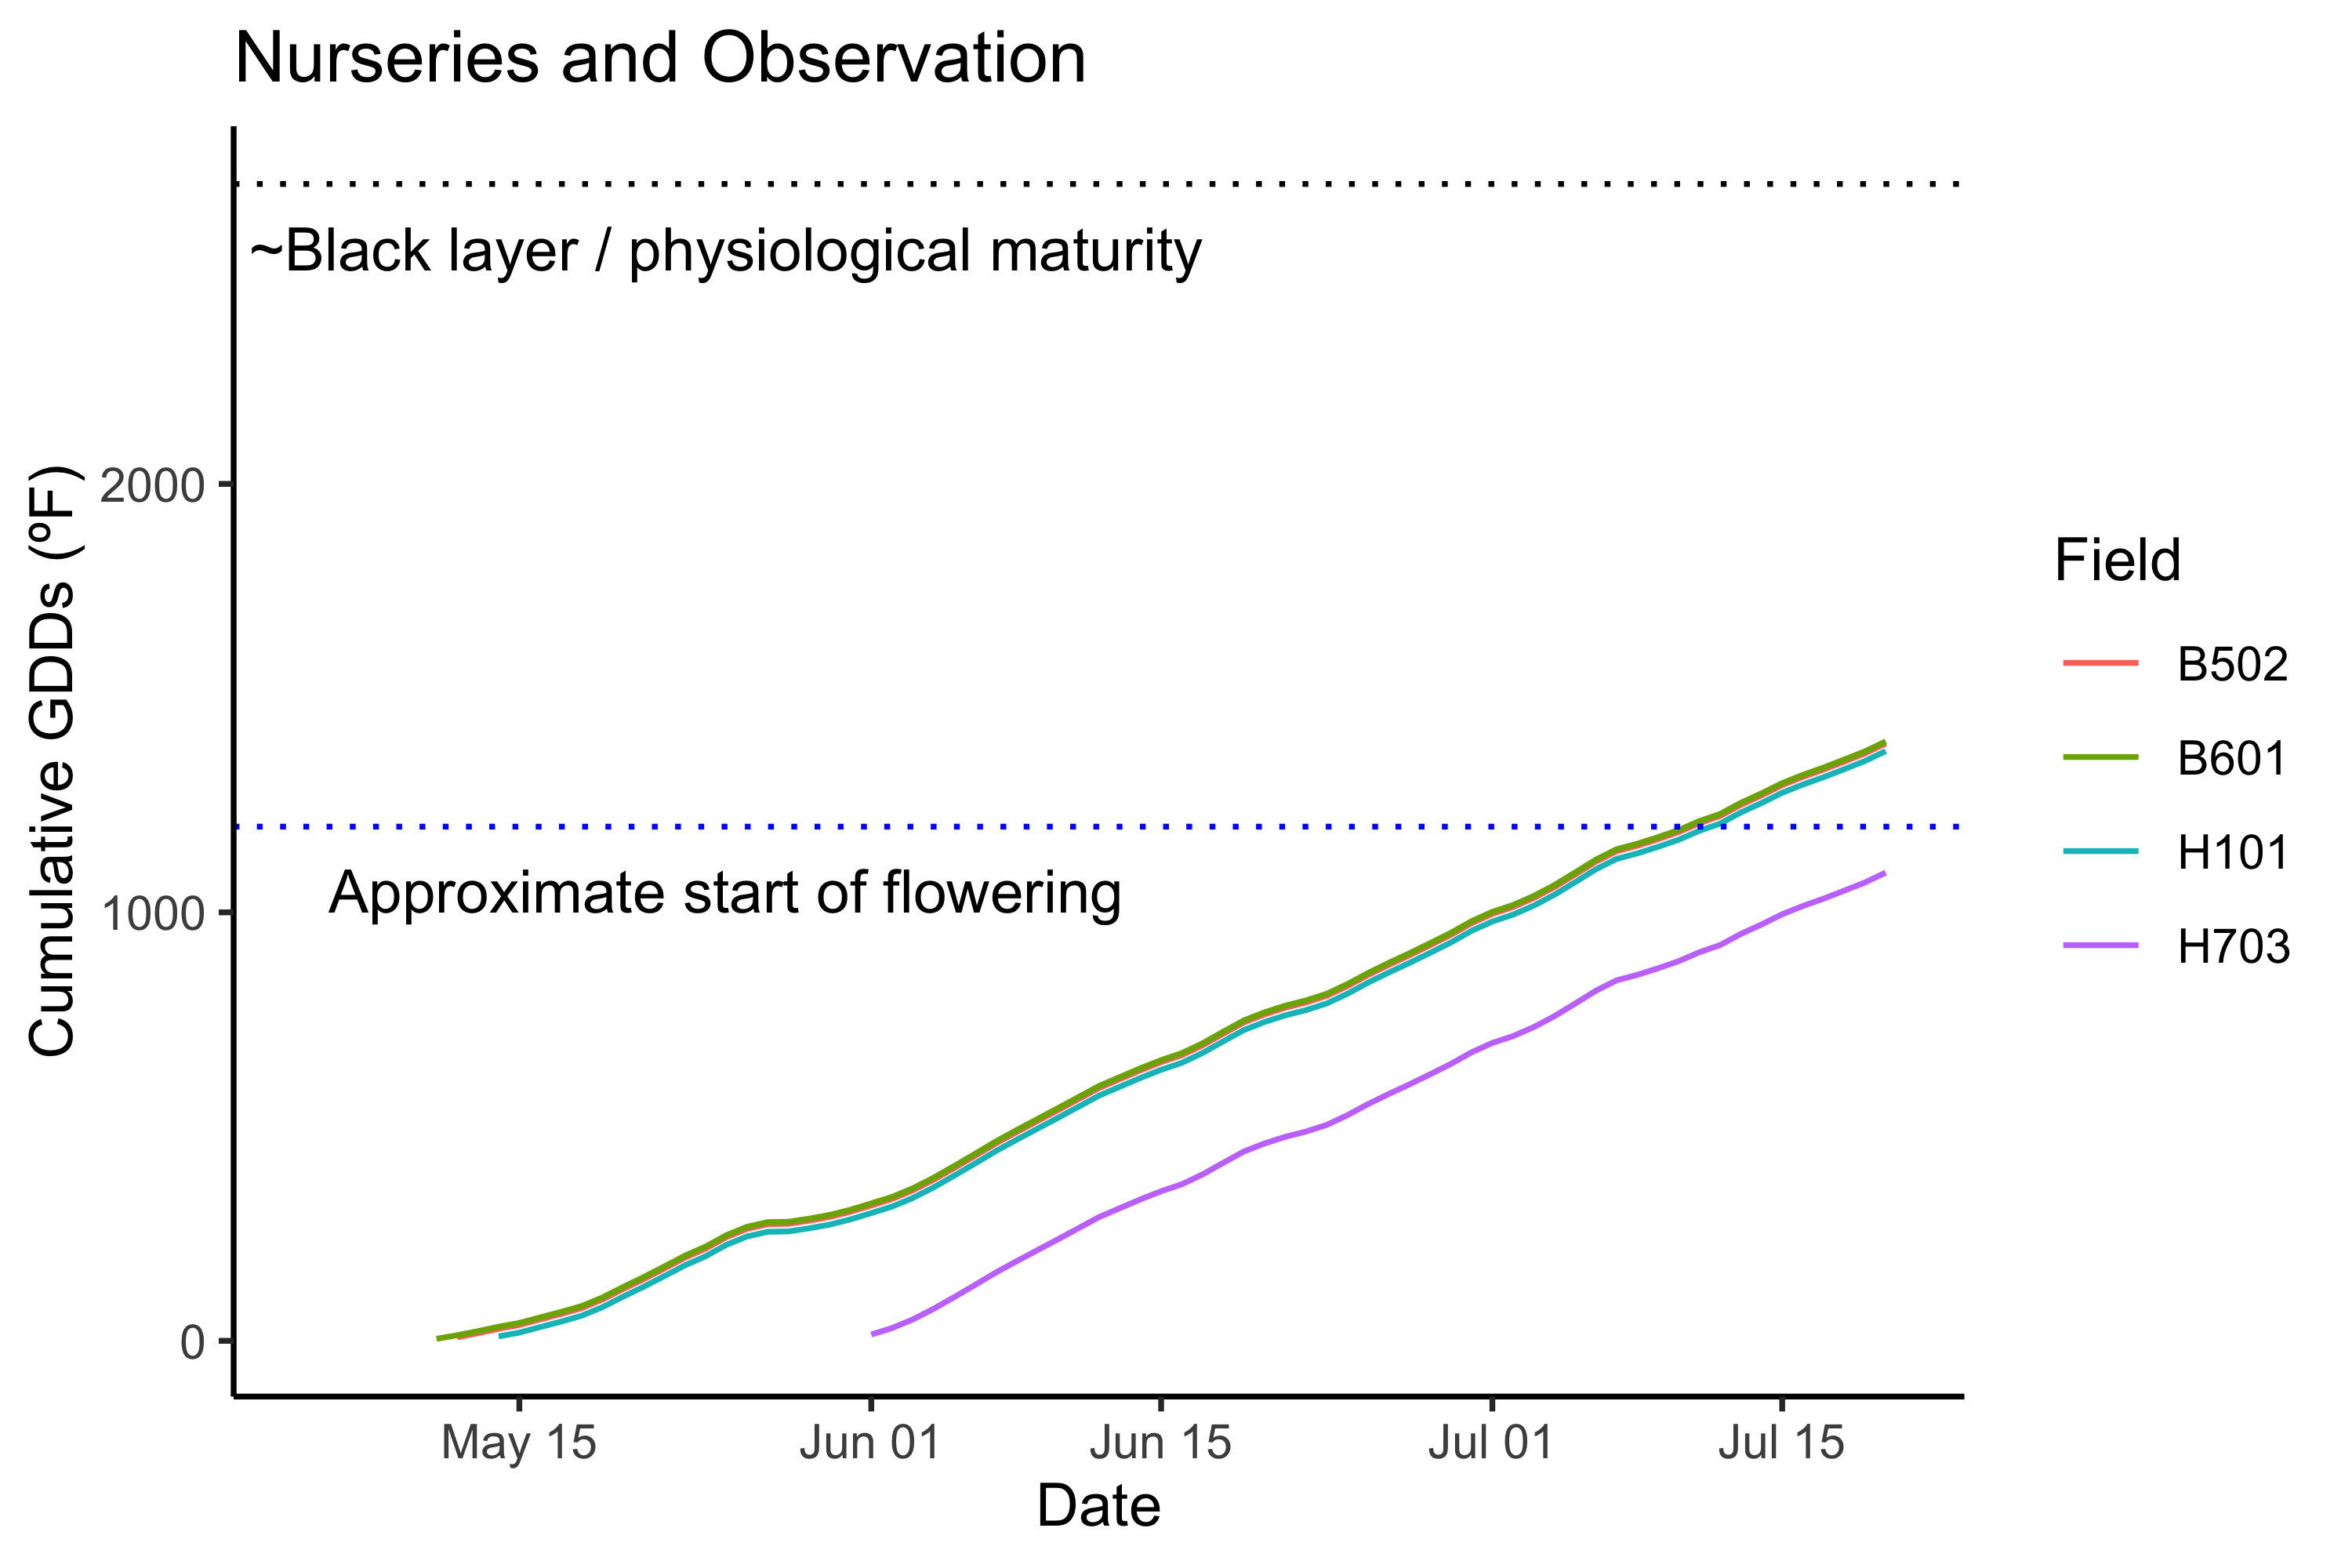 Nurseries and Observation
~Black layer / physiological maturity
Approximate start of flowering
Cumulative GDDs (ºF)
2000
1000
0
May 15
Jun 01
Jun 15
Jul 01
Jul 15
Date
Field
B502
B601
H101
H703